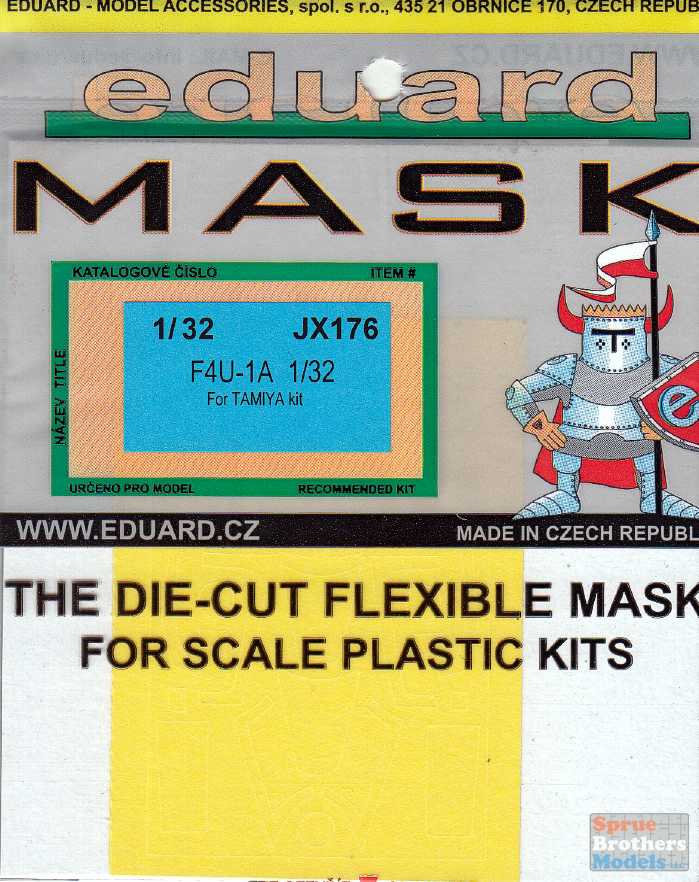 EDUARD - MODEL ACCESSORIES, spol. s r.o., 435 21 OBRNICE 170, CZECH REPUB
eduard
MASK
KATALOGOVÉ ČÍSLO ITEM #
1/32 JX176
F4U-1A 1/32
For TAMIYA kit
NÁZEV TITLE
URČENO PRO MODEL RECOMMENDED KIT
e
WWW.EDUARD.CZ MADE IN CZECH REPUBL
THE DIE-CUT FLEXIBLE MASK
FOR SCALE PLASTIC KITS
Sprue
Brothers
Models LLC